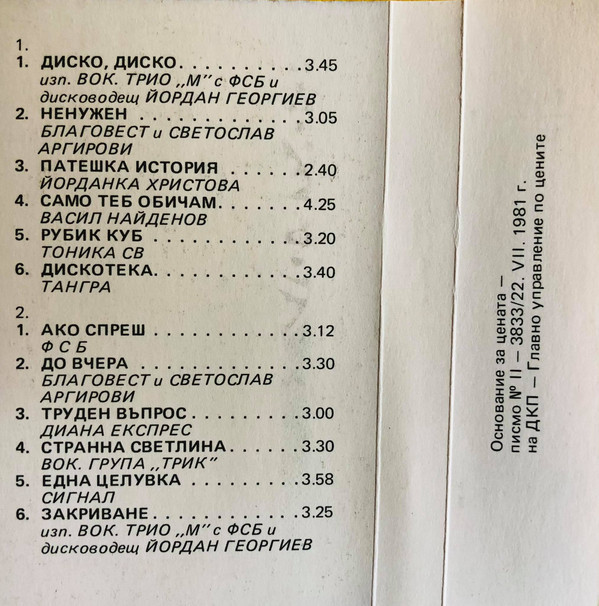 1.
1. ДИСКО, ДИСКО. . . . . . . . . . 3.45
изп. ВОК. ТРИО „М" с ФСБ и
дисководещ ЙОРДАН ГЕОРГИЕВ
2. НЕНУЖЕН . . . . . . . . . . . . . 3.05
БЛАГОВЕСТ и СВЕТОСЛАВ
АРГИРОВИ
3. ПАТЕШКА ИСТОРИЯ . . . . . . 2.40
ЙОРДАНКА ХРИСТОВА
4. САМО ТЕБ ОБИЧАМ. . . . . . . 4.25
ВАСИЛ НАЙДЕНОВ
5. РУБИК КУБ . . . . . . . . . . . . 3.20
ТОНИКА СВ
6. ДИСКОТЕКА. . . . . . . . . . . . 3.40
ТАНГРА
2.
1. АКО СПРЕШ . . . . . . . . . . . . 3.12
Ф С Б
2. ДО ВЧЕРА . . . . . . . . . . . . . 3.30
БЛАГОВЕСТ и СВЕТОСЛАВ
АРГИРОВИ
3. ТРУДЕН ВЪПРОС . . . . . . . . . 3.00
ДИАНА ЕКСПРЕС
4. СТРАННА СВЕТЛИНА. . . . . . 3.30
ВОК. ГРУПА „ТРИК"
5. ЕДНА ЦЕЛУВКА . . . . . . . . . 3.58
СИГНАЛ
6. ЗАКРИВАНЕ . . . . . . . . . . . . 3.25
изп. ВОК. ТРИО „М" с ФСБ и
дисководещ ЙОРДАН ГЕОРГИЕВ
Основание за цената –
писмо № II – 3833/22. VII. 1981 г.
на ДКП – Главно управление по цените